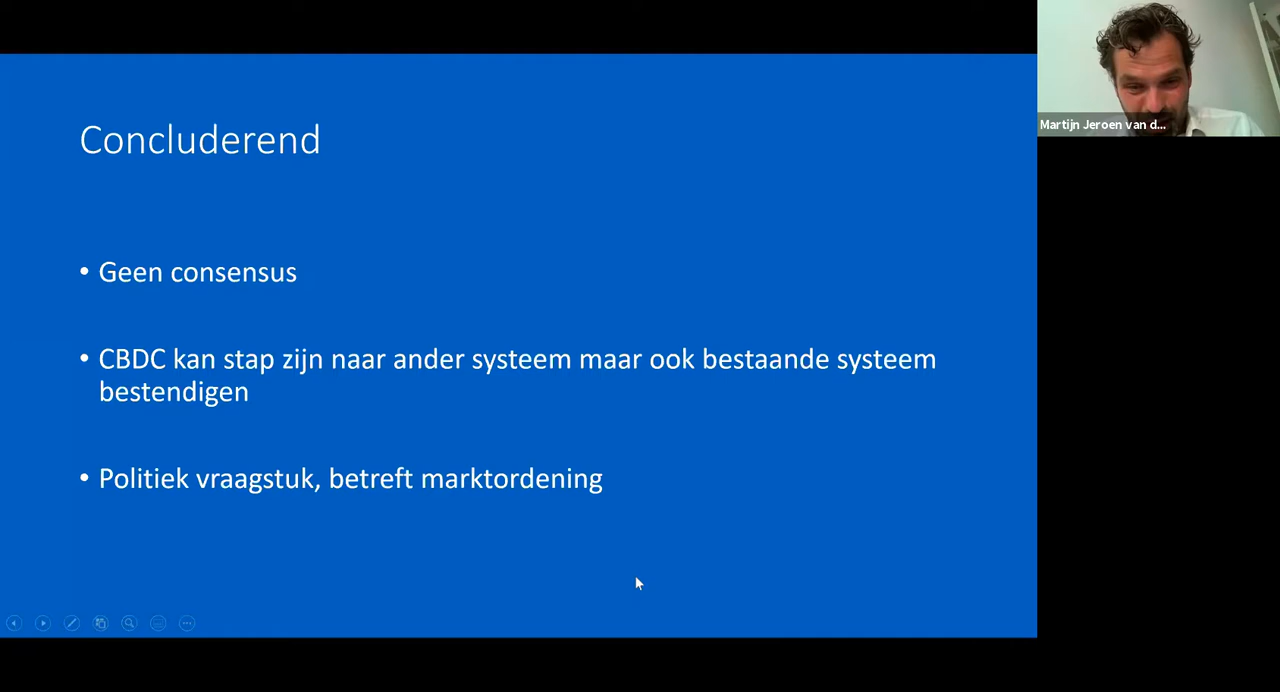 Concluderend
• Geen consensus
• CBDC kan stap zijn naar ander systeem maar ook bestaande systeem
bestendigen
• Politiek vraagstuk, betreft marktordening
Martijn Jeroen van d...